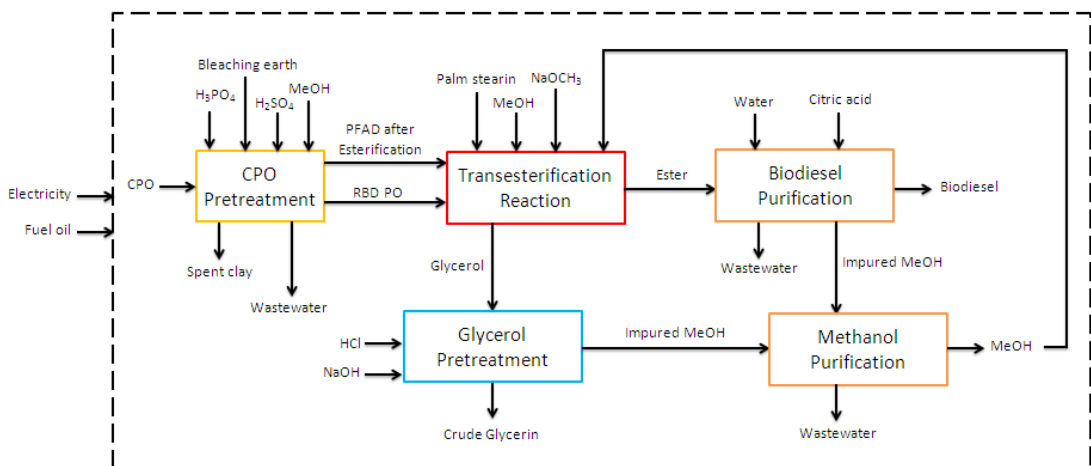 Bleaching earth
H₃PO₄
H₂SO₄
MeOH
Palm stearin
MeOH
NaOCH₃
Water
Citric acid
PFAD after
Esterification
Electricity
Fuel oil
CPO
CPO
Pretreatment
RBD PO
Transesterification
Reaction
Ester
Biodiesel
Purification
Biodiesel
Spent clay
Wastewater
Glycerol
Wastewater
Impured MeOH
HCl
NaOH
Glycerol
Pretreatment
Impured MeOH
Methanol
Purification
MeOH
Crude Glycerin
Wastewater